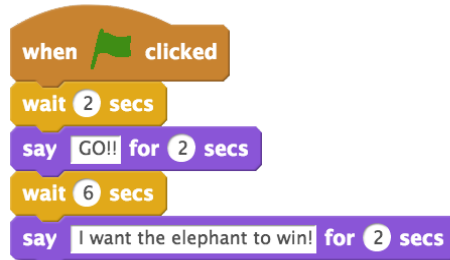 when clicked
wait 2 secs
say GO!! for 2 secs
wait 6 secs
say I want the elephant to win! for 2 secs